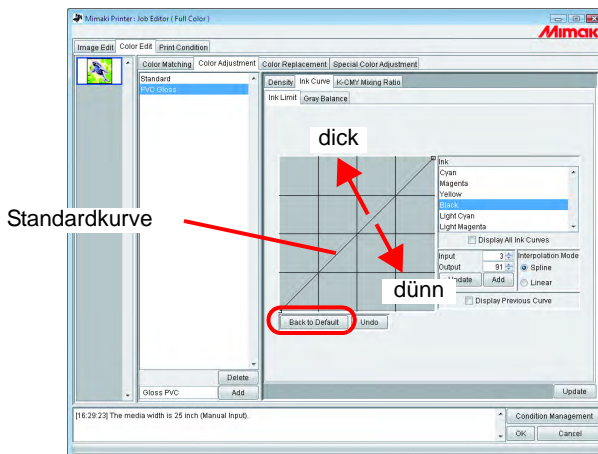 Mimaki Printer : Job Editor ( Full Color )
Mimaki
Image Edit Color Edit Print Condition
Color Matching Color Adjustment Color Replacement Special Color Adjustment
Standard
PVC Gloss
Density Ink Curve K-CMY Mixing Ratio
Ink Limit Gray Balance
dick
Standardkurve
dünn
Ink
Cyan
Magenta
Yellow
Black
Light Cyan
Light Magenta
Display All Ink Curves
Input 3
Output 91
Update Add
Interpolation Mode
Spline
Linear
Display Previous Curve
Back to Default Undo
Delete
Gloss PVC Add
Update
[16:29:23] The media width is 25 inch (Manual Input).
Condition Management
OK Cancel